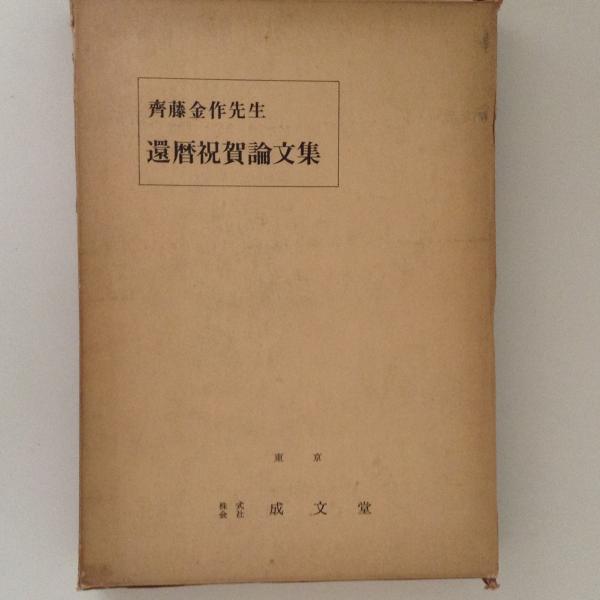 齊藤金作先生
還暦祝賀論文集
東京
株式会社 成文堂